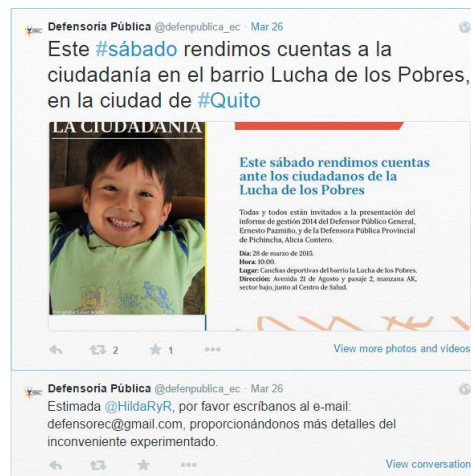 Defensoría Pública @defenpublica_ec · Mar 26
Este #sábado rendimos cuentas a la
ciudadanía en el barrio Lucha de los Pobres,
en la ciudad de #Quito
LA CIUDADANÍA
Este sábado rendimos cuentas
ante los ciudadanos de la
Lucha de los Pobres
Todas y todos están invitados a la presentación del
informe de gestión 2014 del Defensor Público General,
Ernesto Pazmiño, y de la Defensora Pública Provincial
de Pichincha, Alicia Contero.
Día: 28 de marzo de 2015.
Hora: 10:00.
Lugar: Canchas deportivas del barrio la Lucha de los Pobres.
Dirección: Avenida 21 de Agosto y pasaje 2, manzana AK,
sector bajo, junto al Centro de Salud.
2 1 View more photos and videos
Defensoría Pública @defenpublica_ec · Mar 26
Estimada @HildaRyR, por favor escríbanos al e-mail:
defensorec@gmail.com, proporcionándonos más detalles del
inconveniente experimentado.
View conversation